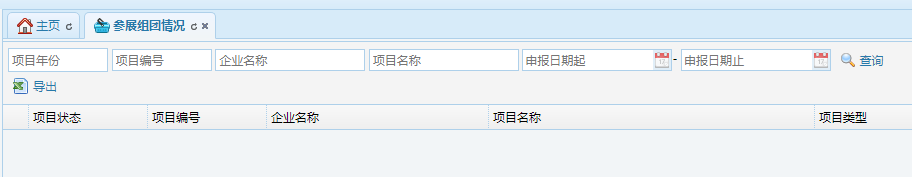 主页 参展组团情况
项目年份 项目编号 企业名称 项目名称 申报日期起 - 申报日期止 查询
导出
项目状态 项目编号 企业名称 项目名称 项目类型